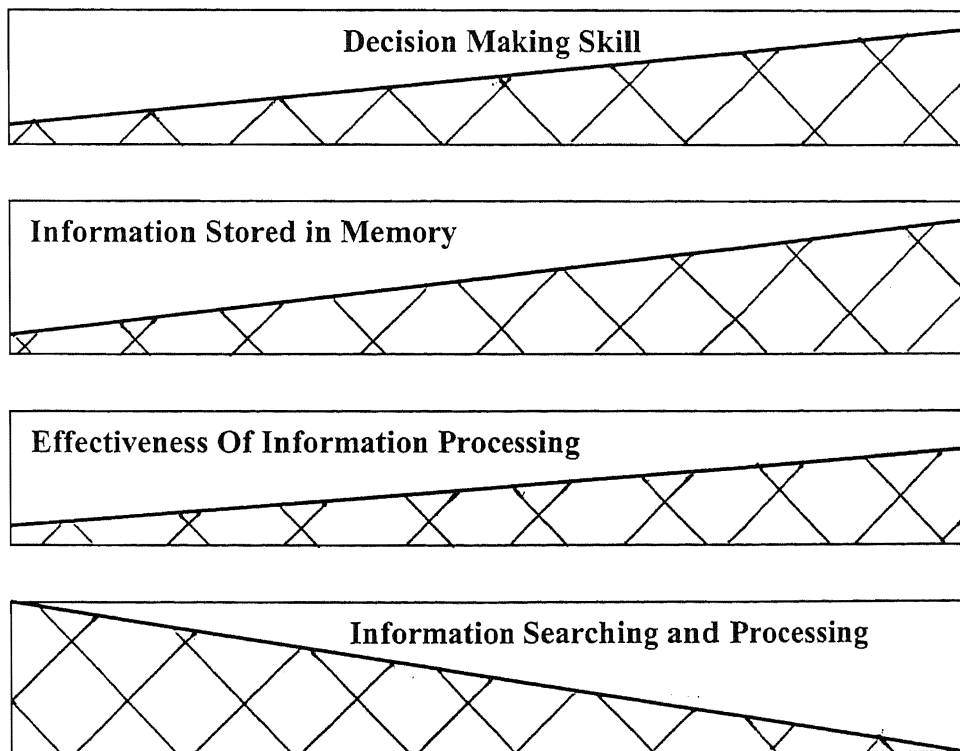 Decision Making Skill
Information Stored in Memory
Effectiveness Of Information Processing
Information Searching and Processing